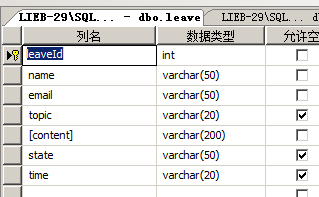 LIEB-29\SQL... - dbo.leave
LIEB-29\SQL... - d
列名 数据类型 允许空
leaveId int
name varchar(50)
email varchar(50)
topic varchar(20)
[content] varchar(200)
state varchar(50)
time varchar(20)